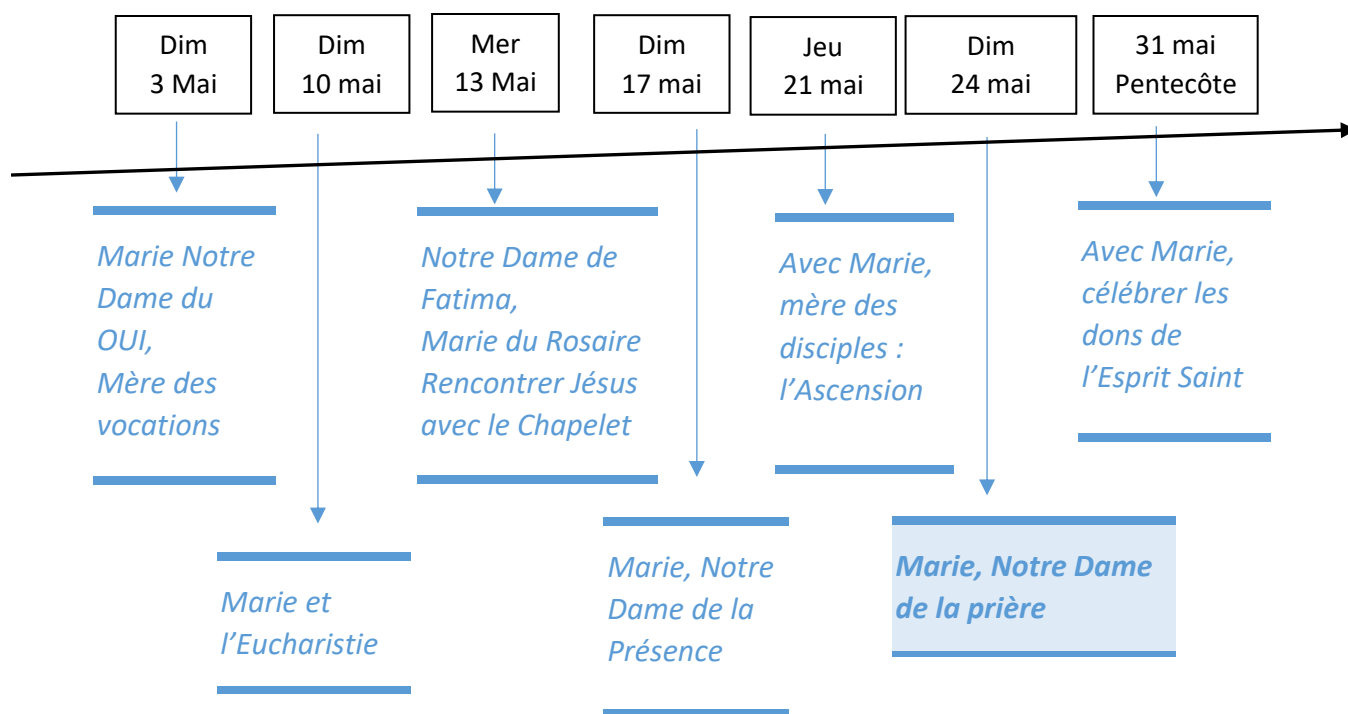 Dim
3 Mai
Dim
10 mai
Mer
13 Mai
Dim
17 mai
Jeu
21 mai
Dim
24 mai
31 mai
Pentecôte
Marie Notre
Dame du
OUI,
Mère des
vocations
Notre Dame de
Fatima,
Marie du Rosaire
Rencontrer Jésus
avec le Chapelet
Avec Marie,
mère des
disciples :
l’Ascension
Avec Marie,
célébrer les
dons de
l’Esprit Saint
Marie et
l’Eucharistie
Marie, Notre
Dame de la
Présence
Marie, Notre Dame
de la prière